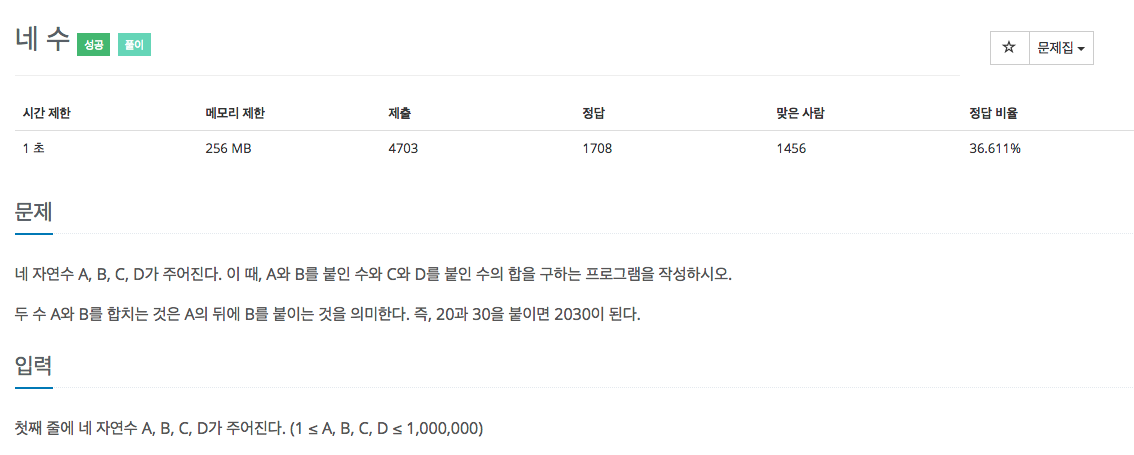 네 수 성공 풀이
☆ 문제집
시간 제한 메모리 제한 제출 정답 맞은 사람 정답 비율
1 초 256 MB 4703 1708 1456 36.611%
문제
네 자연수 A, B, C, D가 주어진다. 이 때, A와 B를 붙인 수와 C와 D를 붙인 수의 합을 구하는 프로그램을 작성하시오.
두 수 A와 B를 합치는 것은 A의 뒤에 B를 붙이는 것을 의미한다. 즉, 20과 30을 붙이면 2030이 된다.
입력
첫째 줄에 네 자연수 A, B, C, D가 주어진다. (1 ≤ A, B, C, D ≤ 1,000,000)